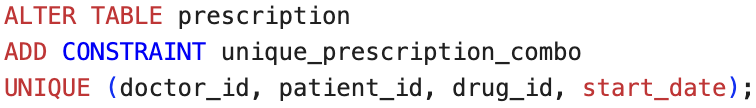 ALTER TABLE prescription
ADD CONSTRAINT unique_prescription_combo
UNIQUE (doctor_id, patient_id, drug_id, start_date);